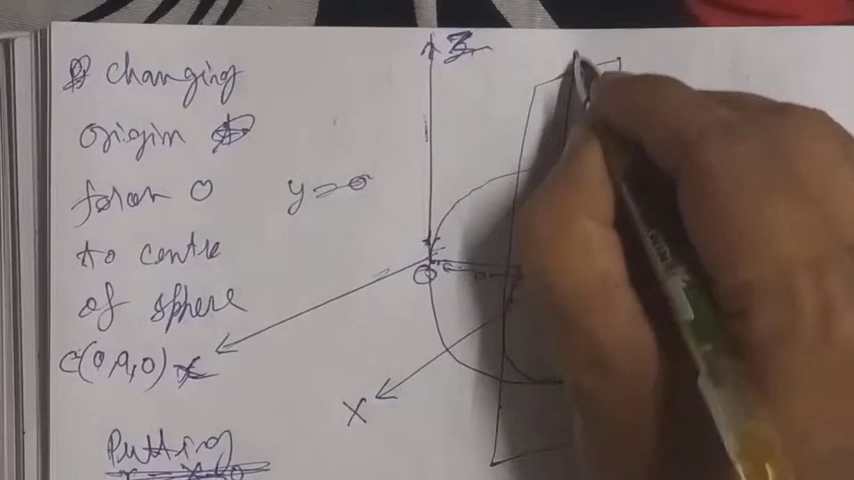 changing
origin
from O
to centre
of sphere
C(0,a,0)
Putting
y=0
Z
O
a
X